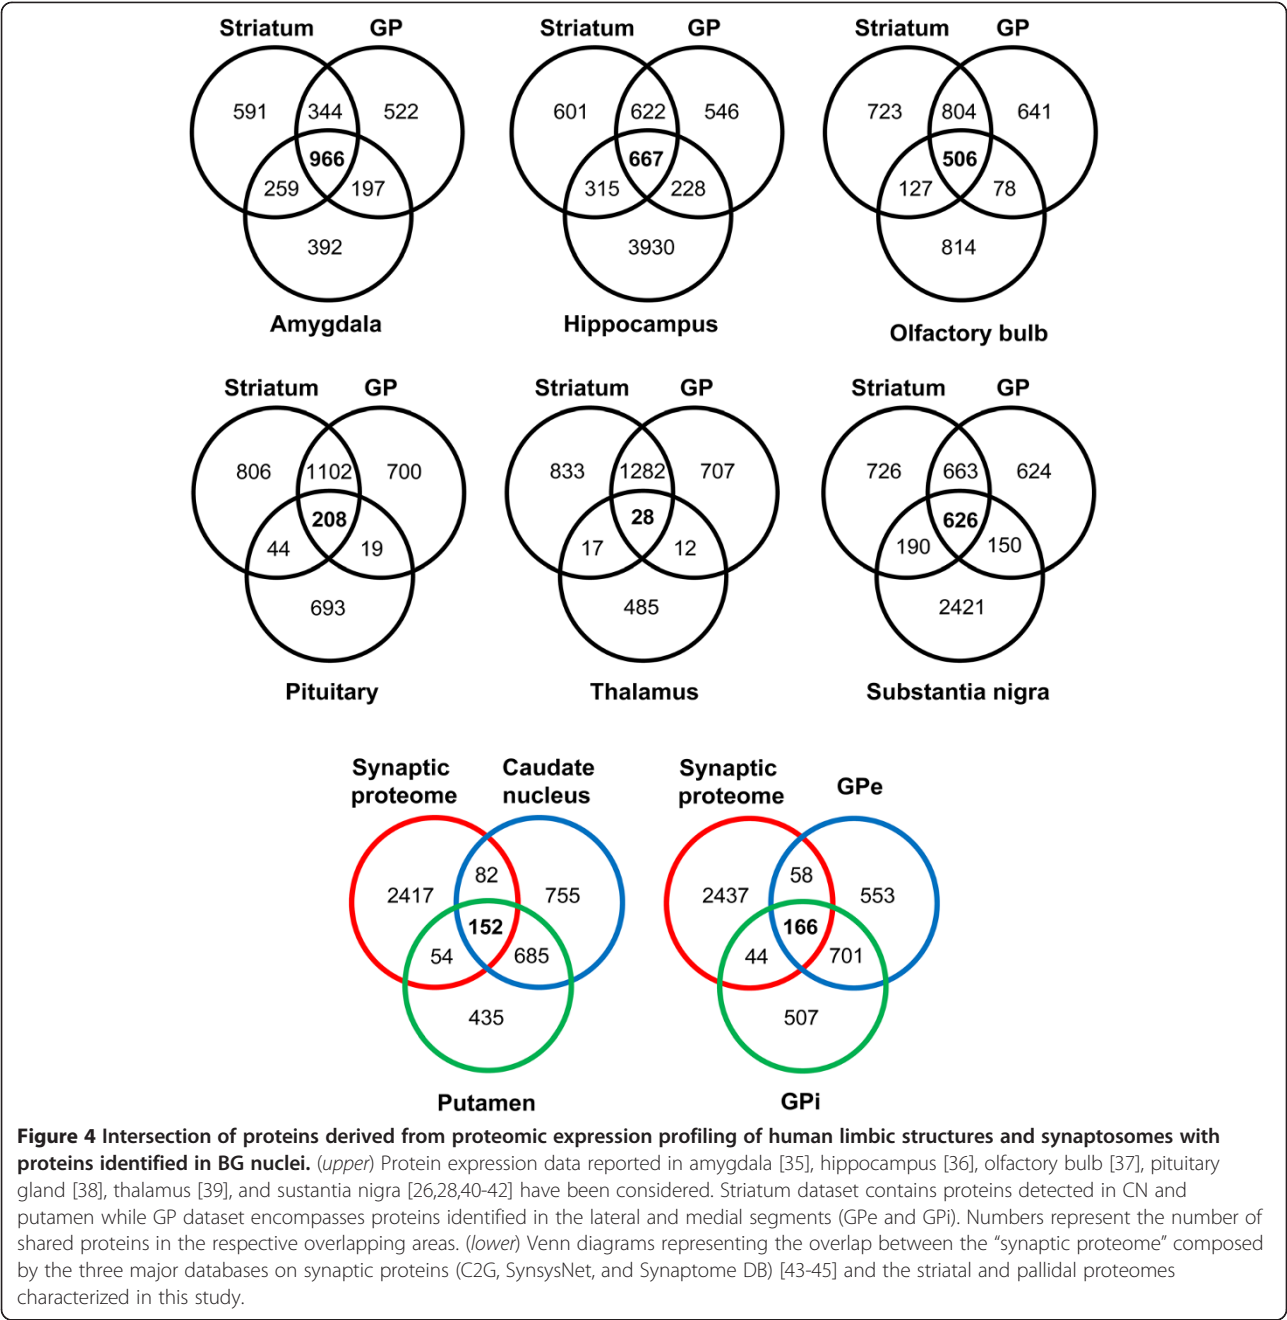 Striatum GP
591 344 522
966
259 197
392
Amygdala
Striatum GP
601 622 546
667
315 228
3930
Hippocampus
Striatum GP
723 804 641
506
127 78
814
Olfactory bulb
Striatum GP
806 1102 700
208
44 19
693
Pituitary
Striatum GP
833 1282 707
28
17 12
485
Thalamus
Striatum GP
726 663 624
626
190 150
2421
Substantia nigra
Synaptic
proteome
Caudate
nucleus
82
2417 755
152
54 685
435
Putamen
Synaptic
proteome
GPe
58
2437 553
166
44 701
507
GPi
Figure 4 Intersection of proteins derived from proteomic expression profiling of human limbic structures and synaptosomes with
proteins identified in BG nuclei. (upper) Protein expression data reported in amygdala [35], hippocampus [36], olfactory bulb [37], pituitary
gland [38], thalamus [39], and sustantia nigra [26,28,40-42] have been considered. Striatum dataset contains proteins detected in CN and
putamen while GP dataset encompasses proteins identified in the lateral and medial segments (GPe and GPi). Numbers represent the number of
shared proteins in the respective overlapping areas. (lower) Venn diagrams representing the overlap between the “synaptic proteome” composed
by the three major databases on synaptic proteins (C2G, SynsysNet, and Synaptome DB) [43-45] and the striatal and pallidal proteomes
characterized in this study.